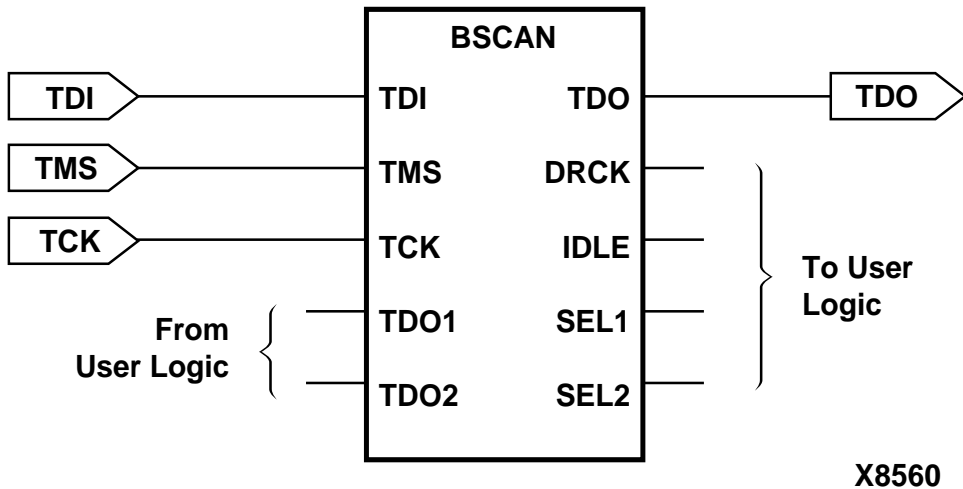 BSCAN
TDI
TDI
TDO
TDO
TMS
TMS
DRCK
TCK
TCK
IDLE
To User
Logic
From
User Logic
TDO1
SEL1
TDO2
SEL2
X8560